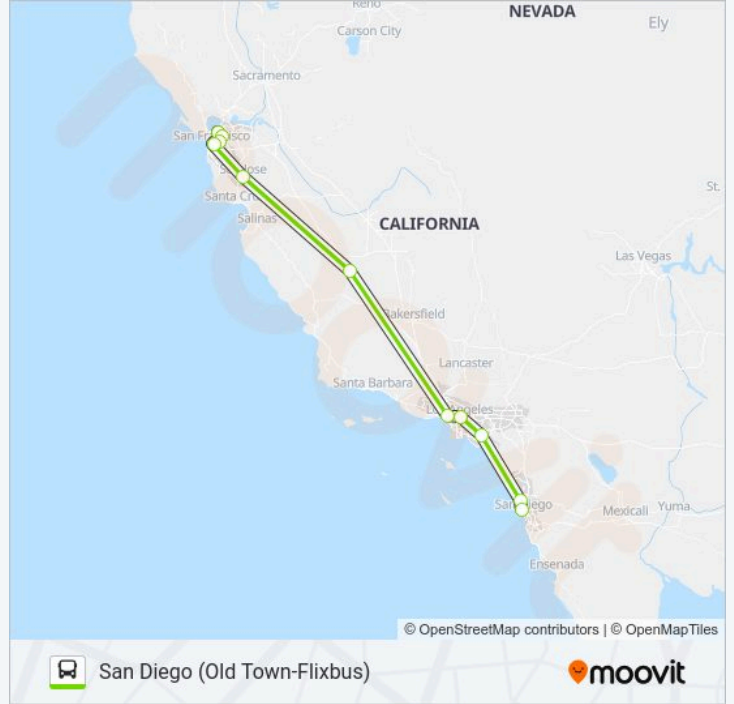 Reno
NEVADA
Ely
Carson City
Sacramento
San Francisco
San Jose
St.
Santa Cruz
Salinas
CALIFORNIA
Las Vegas
Bakersfield
Lancaster
Santa Barbara
Los Angeles
San Diego
Mexicali
Yuma
Ensenada
© OpenStreetMap contributors | © OpenMapTiles
San Diego (Old Town-Flixbus)
moovit